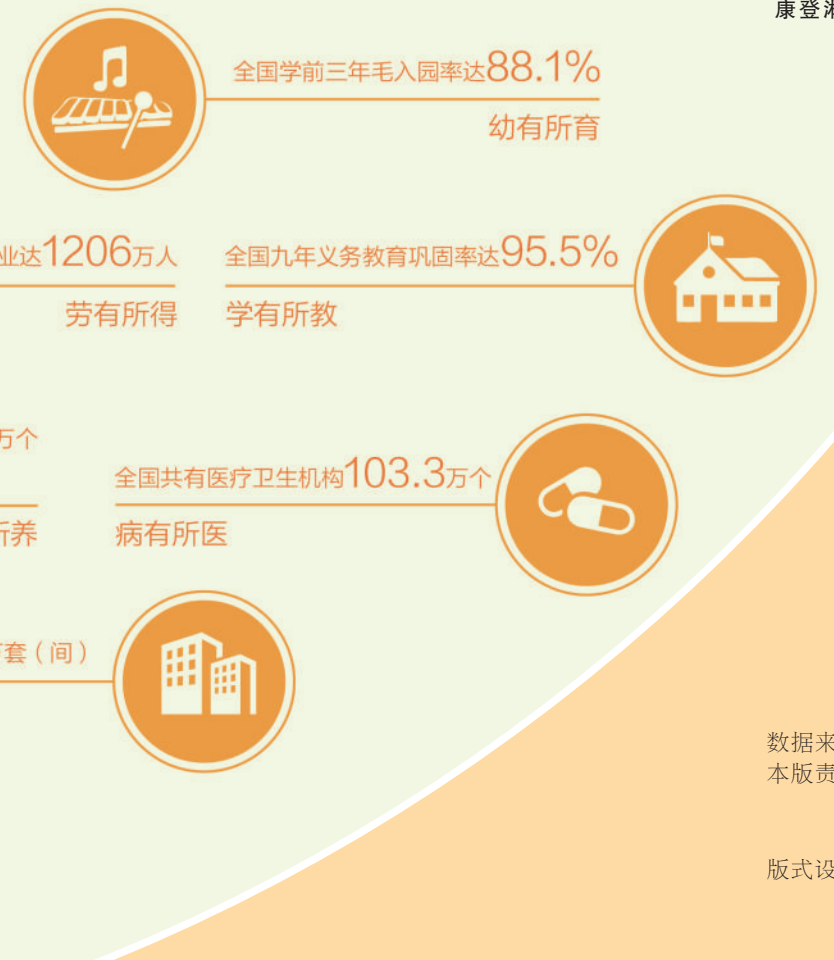 康登
全国学前三年毛入园率达88.1%
幼有所育
业达1206万人
劳有所得
全国九年义务教育巩固率达95.5%
学有所教
万个
所养
全国共有医疗卫生机构103.3万个
病有所医
套（间）
数据来
本版责
版式设